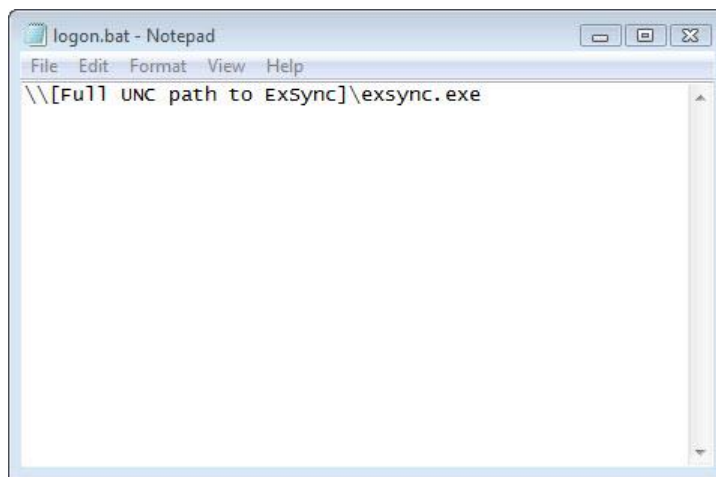 logon.bat - Notepad
File Edit Format View Help
\\[Full UNC path to ExSync]\exsync.exe